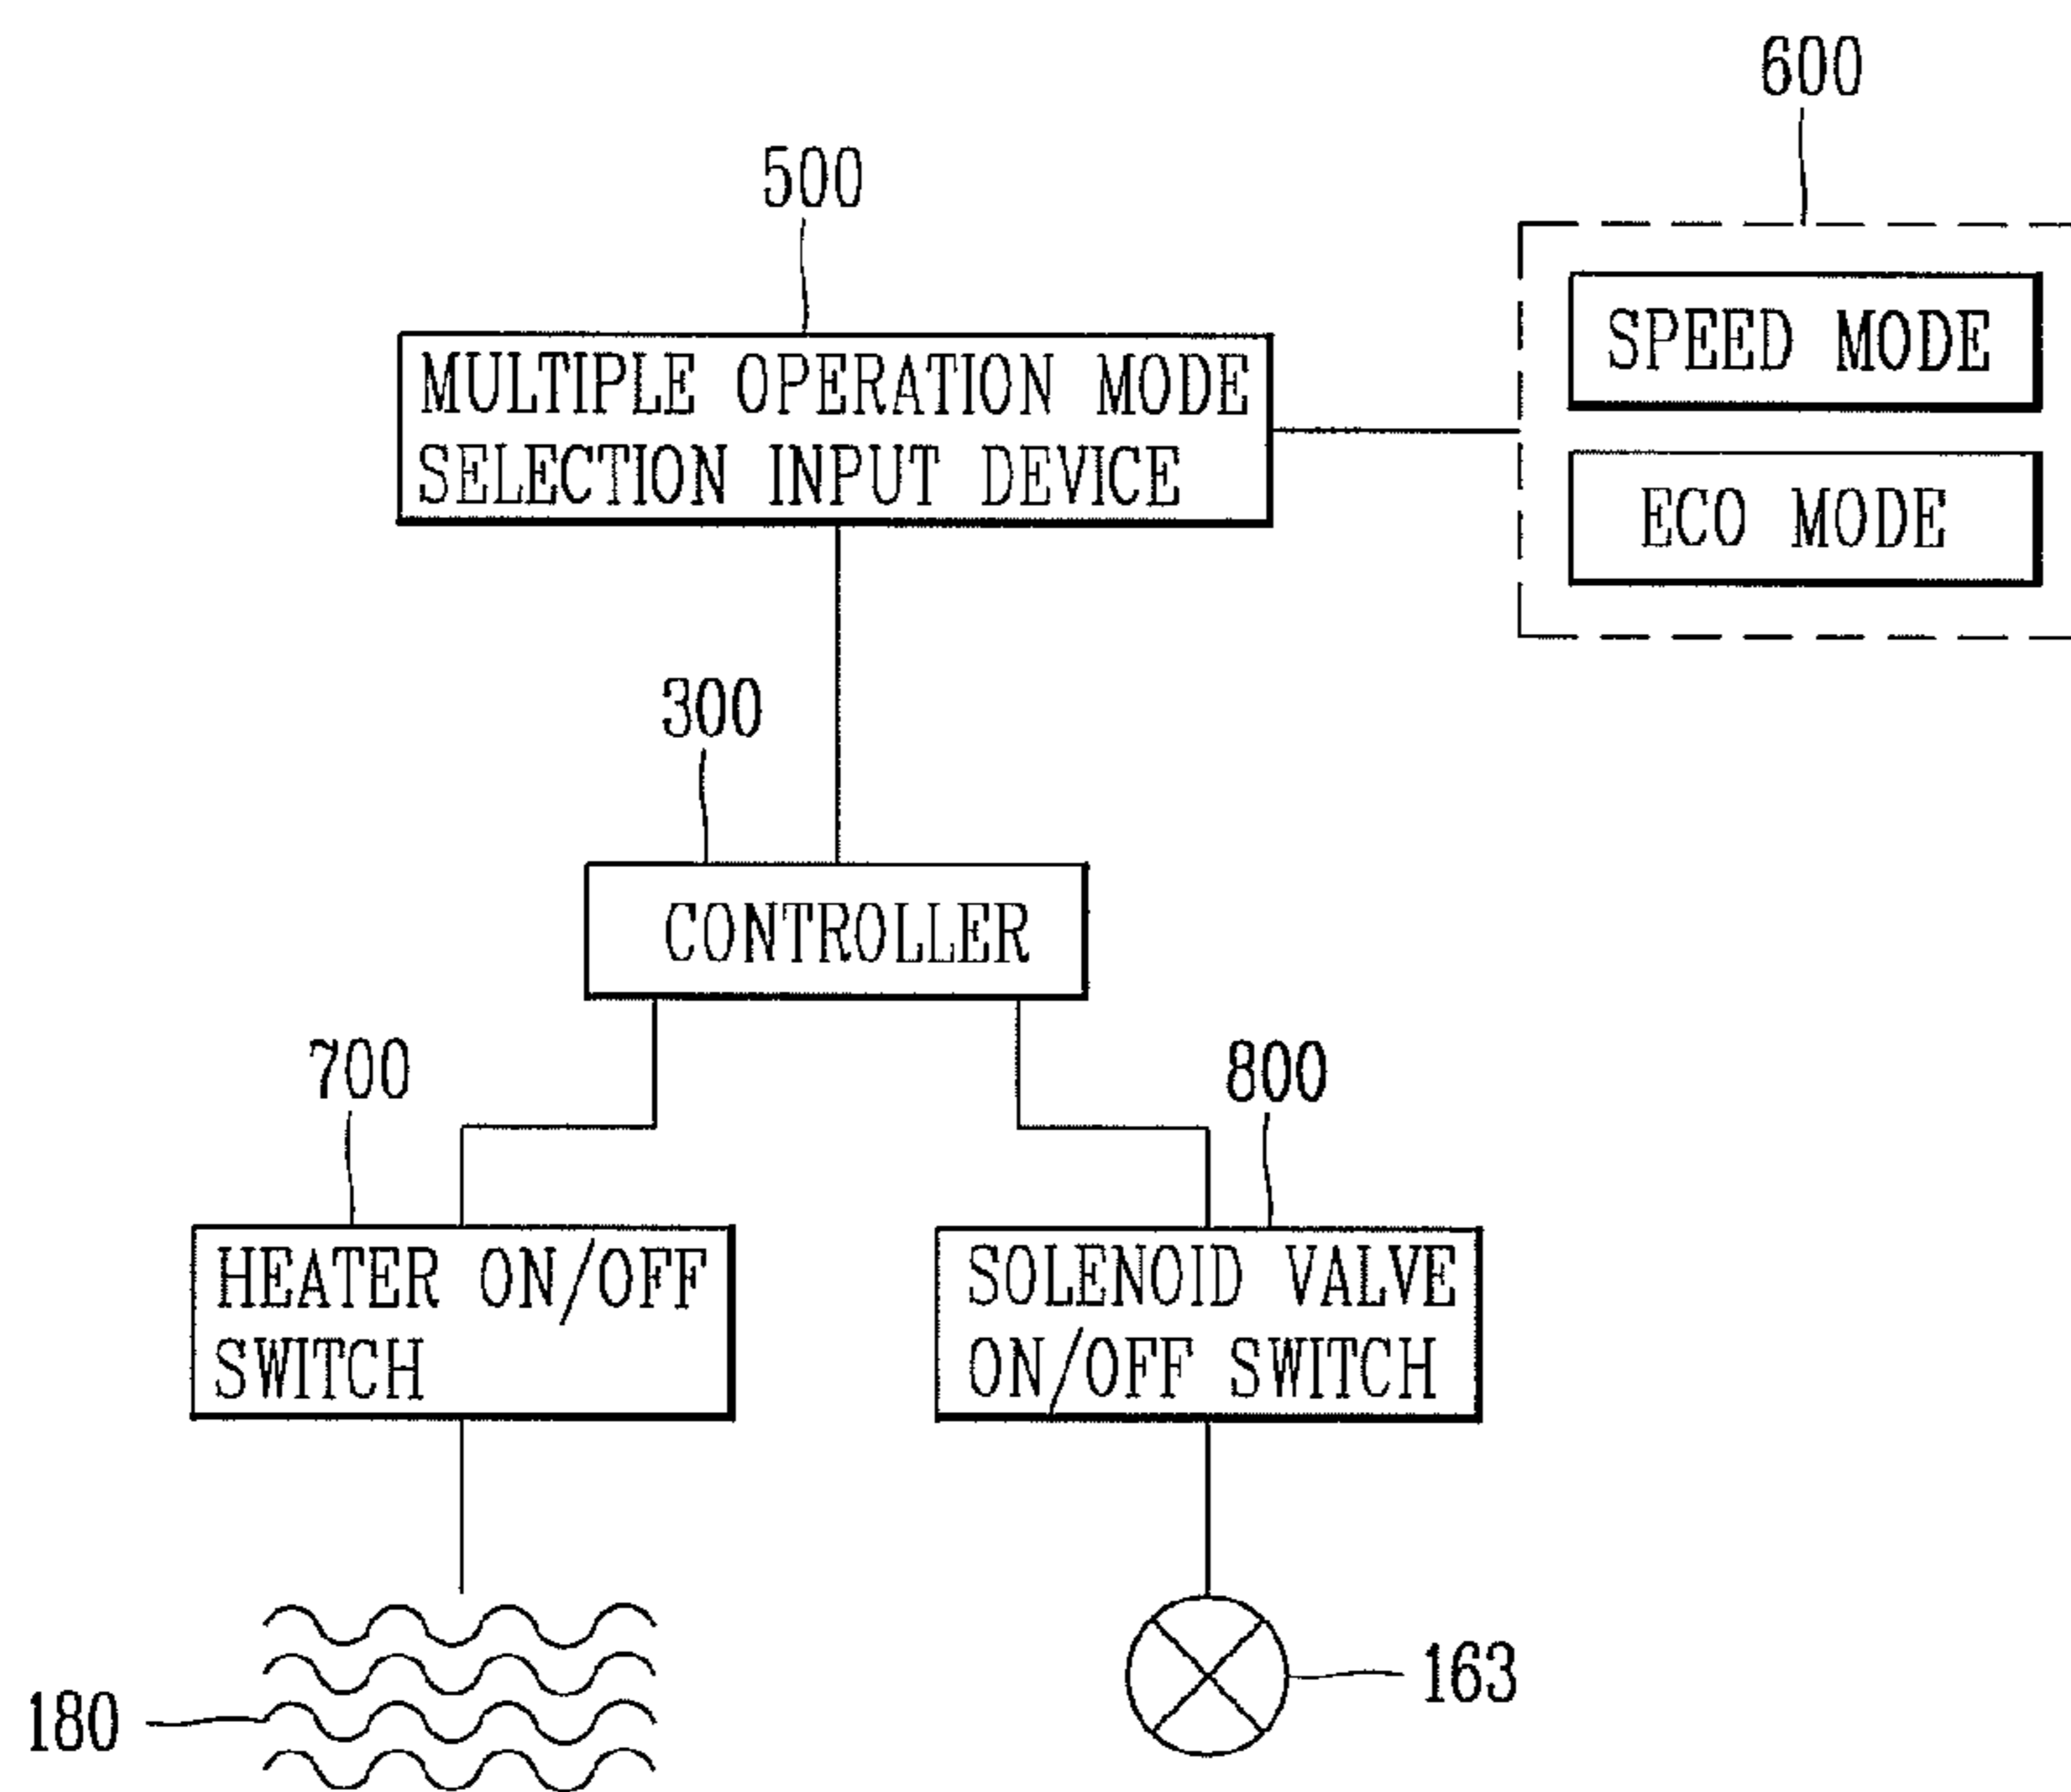 600
500
MULTIPLE OPERATION MODE
SELECTION INPUT DEVICE
SPEED MODE
ECO MODE
300
CONTROLLER
700
800
HEATER ON/OFF
SWITCH
SOLENOID VALVE
ON/OFF SWITCH
180
163